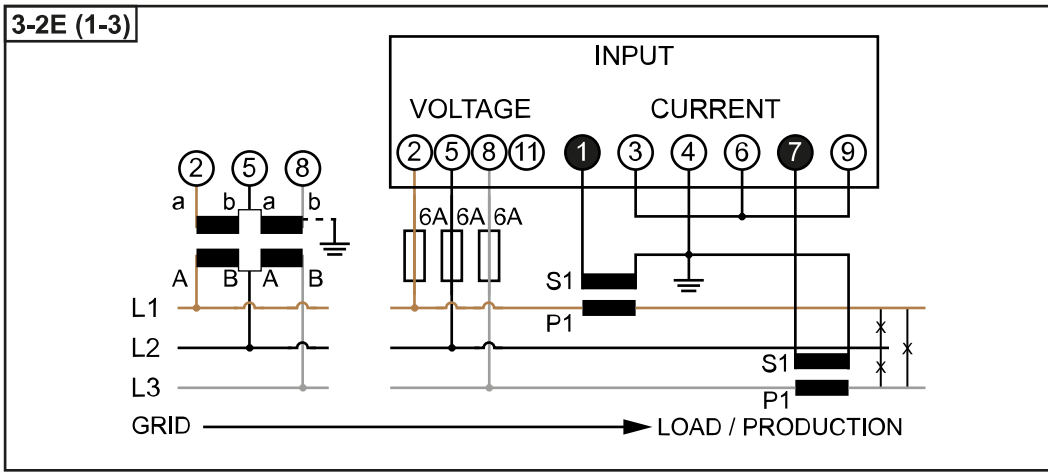 3-2E (1-3)
INPUT
VOLTAGE CURRENT
2 5 8 11 1 3 4 6 7 9
2 5 8
a b a b
6A 6A 6A
A B A B
S1
L1
P1
L2
S1
L3
P1
GRID LOAD / PRODUCTION